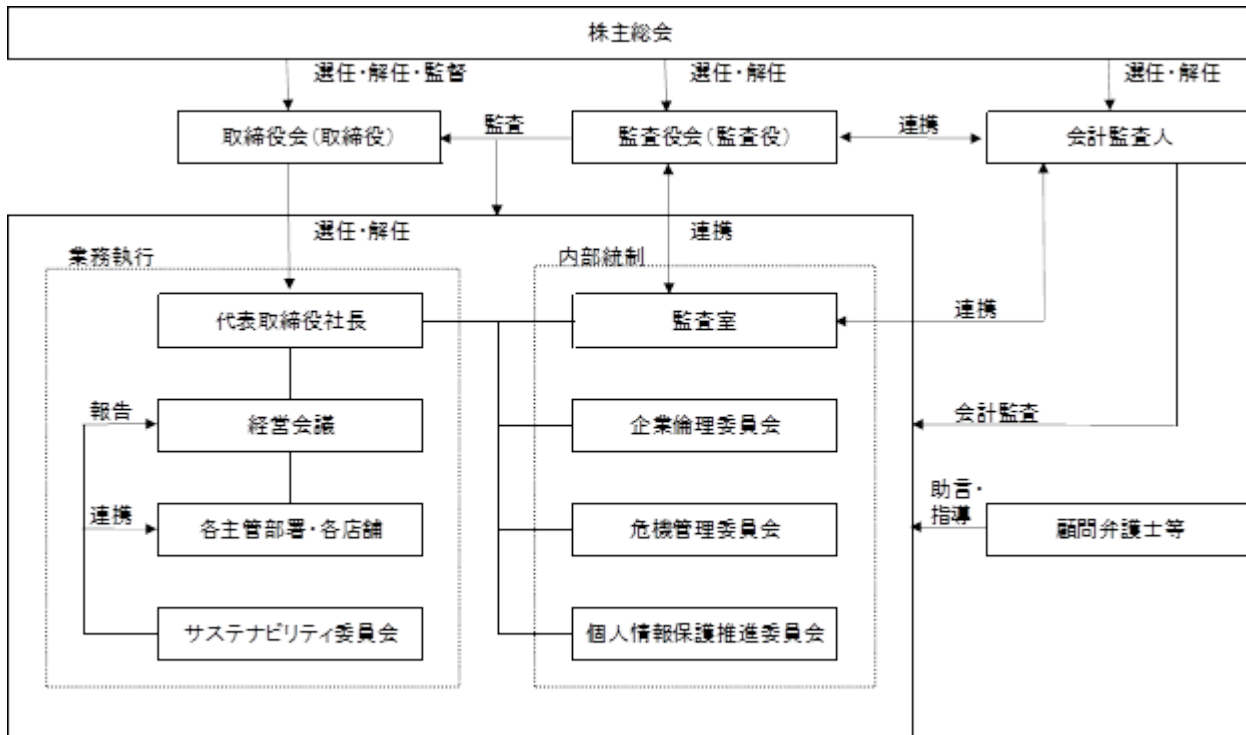 株主総会
選任・解任・監督
選任・解任
選任・解任
取締役会(取締役)
監査
監査役会(監査役)
連携
会計監査人
選任・解任
連携
業務執行
内部統制
代表取締役社長
監査室
連携
報告
経営会議
企業倫理委員会
会計監査
連携
各主管部署・各店舗
危機管理委員会
助言・
指導
顧問弁護士等
サステナビリティ委員会
個人情報保護推進委員会